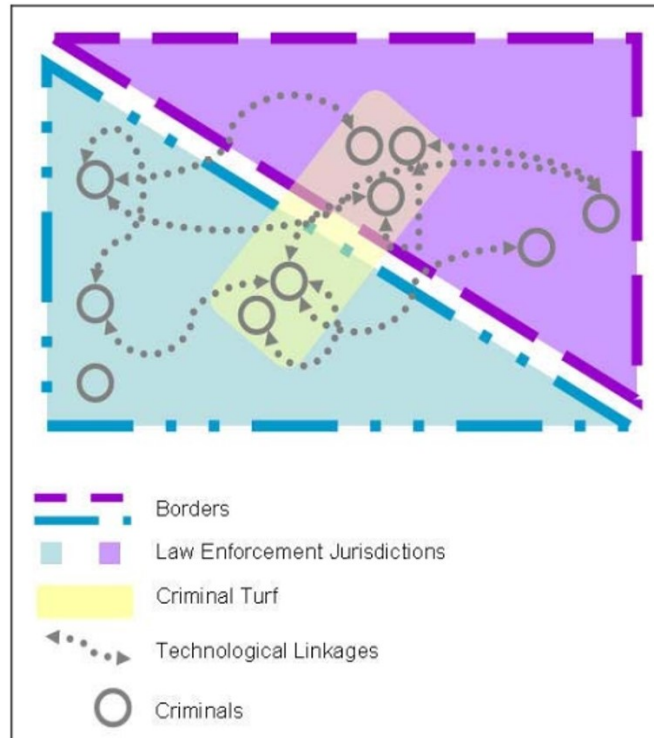 Borders
Law Enforcement Jurisdictions
Criminal Turf
Technological Linkages
Criminals